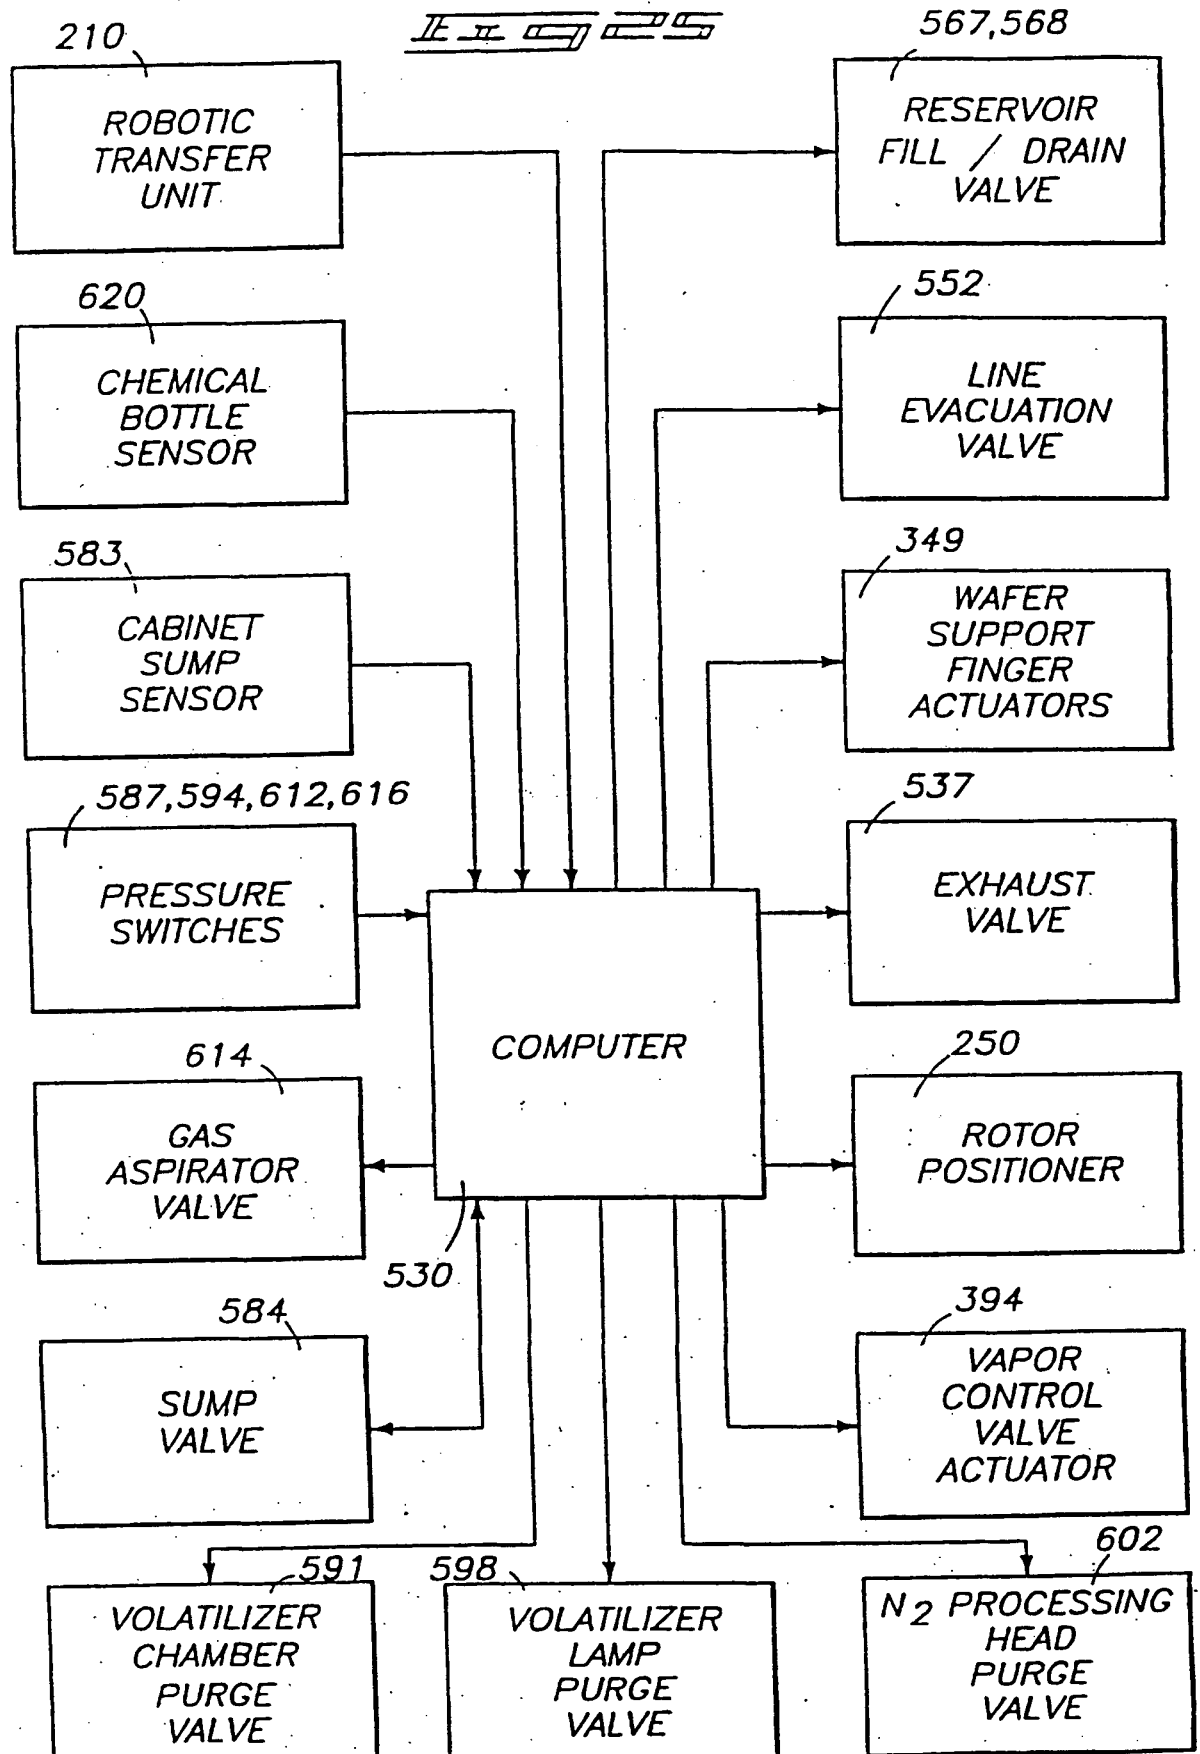 FIG 25
210
ROBOTIC
TRANSFER
UNIT
567,568
RESERVOIR
FILL / DRAIN
VALVE
620
CHEMICAL
BOTTLE
SENSOR
552
LINE
EVACUATION
VALVE
583
CABINET
SUMP
SENSOR
349
WAFER
SUPPORT
FINGER
ACTUATORS
587,594,612,616
PRESSURE
SWITCHES
537
EXHAUST
VALVE
COMPUTER
530
614
GAS
ASPIRATOR
VALVE
250
ROTOR
POSITIONER
584
SUMP
VALVE
394
VAPOR
CONTROL
VALVE
ACTUATOR
591
VOLATILIZER
CHAMBER
PURGE
VALVE
598
VOLATILIZER
LAMP
PURGE
VALVE
602
N2 PROCESSING
HEAD
PURGE
VALVE